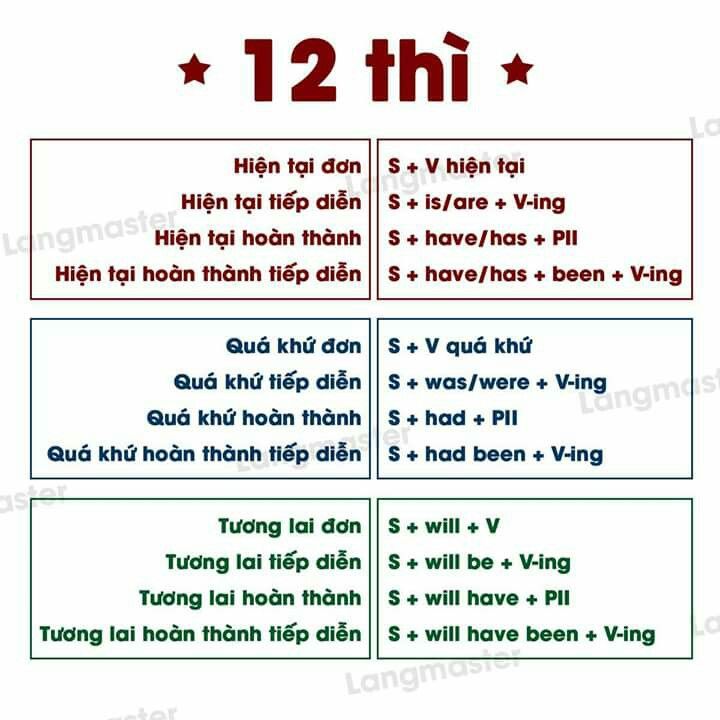 ★ 12 thì ★
Hiện tại đơn S + V hiện tại
Hiện tại tiếp diễn S + is/are + V-ing
Hiện tại hoàn thành S + have/has + PII
Hiện tại hoàn thành tiếp diễn S + have/has + been + V-ing
Quá khứ đơn S + V quá khứ
Quá khứ tiếp diễn S + was/were + V-ing
Quá khứ hoàn thành S + had + PII
Quá khứ hoàn thành tiếp diễn S + had been + V-ing
Tương lai đơn S + will + V
Tương lai tiếp diễn S + will be + V-ing
Tương lai hoàn thành S + will have + PII
Tương lai hoàn thành tiếp diễn S + will have been + V-ing
Langmaster
Langmaster
Langmaster
Langmaster
Langmaster
Langmaster